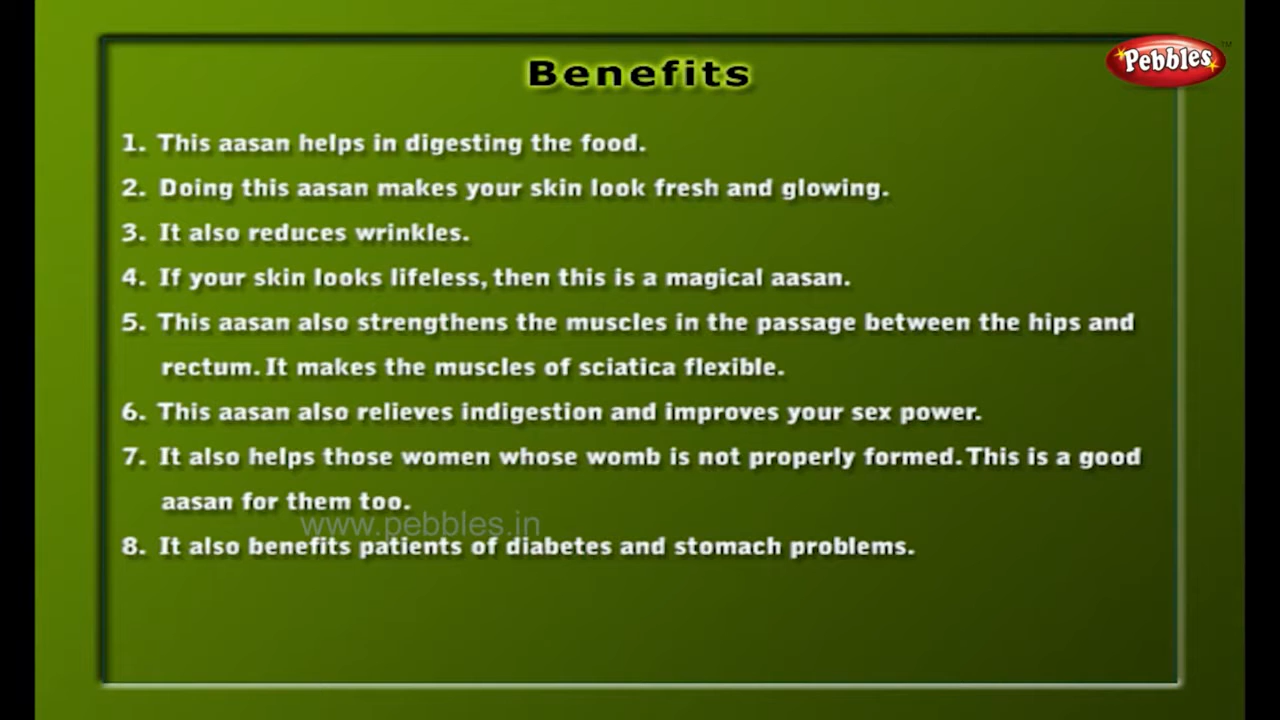 Benefits
Pebbles™
1. This aasan helps in digesting the food.
2. Doing this aasan makes your skin look fresh and glowing.
3. It also reduces wrinkles.
4. If your skin looks lifeless, then this is a magical aasan.
5. This aasan also strengthens the muscles in the passage between the hips and
rectum. It makes the muscles of sciatica flexible.
6. This aasan also relieves indigestion and improves your sex power.
7. It also helps those women whose womb is not properly formed. This is a good
aasan for them too.
www.pebbles.in
8. It also benefits patients of diabetes and stomach problems.